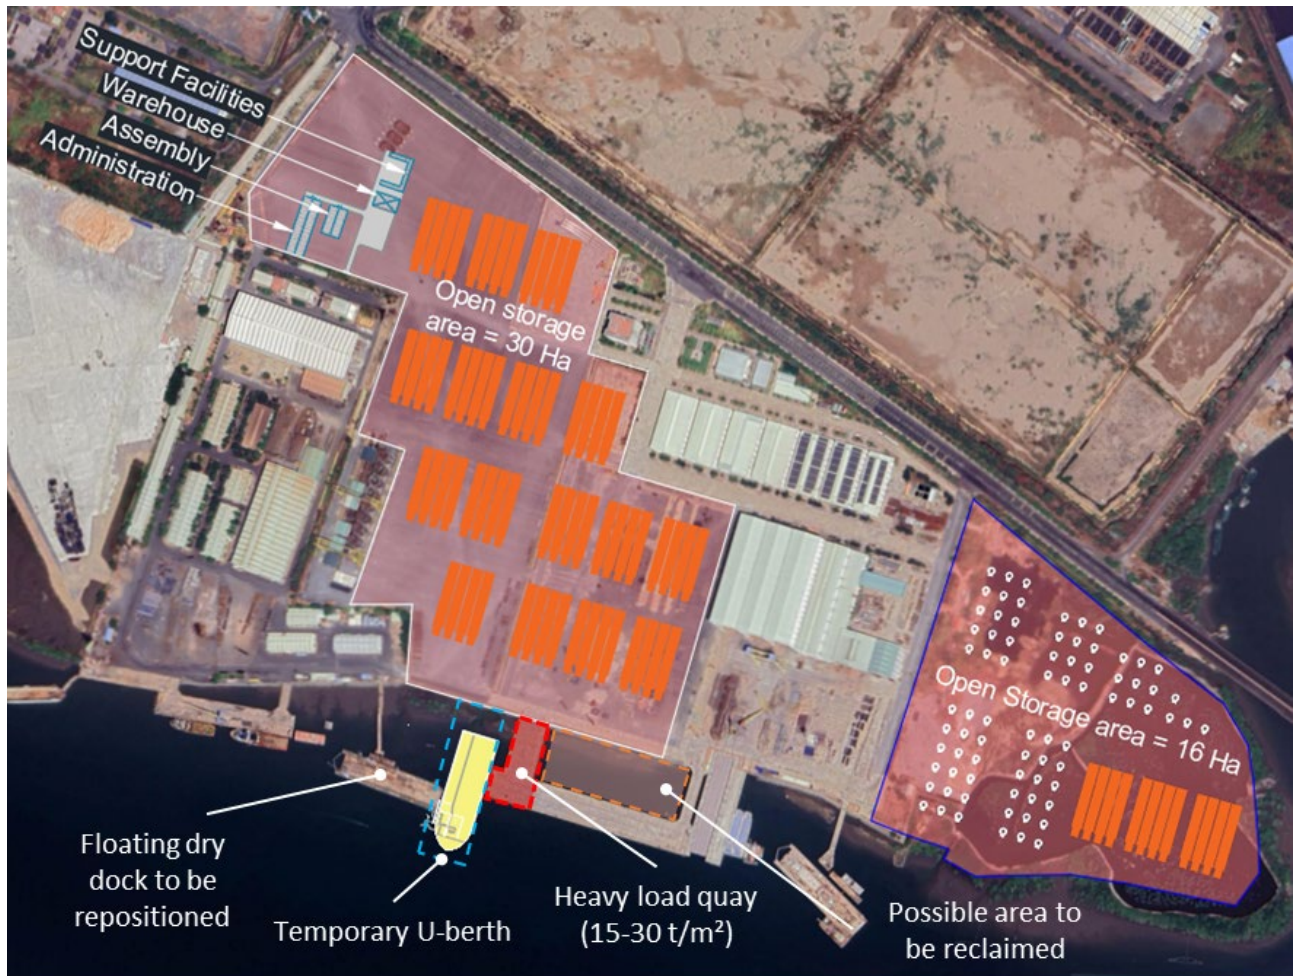 Support Facilities
Warehouse
Assembly
Administration
Open storage
area = 30 Ha
Open Storage area = 16 Ha
Floating dry
dock to be
repositioned
Temporary U-berth
Heavy load quay
(15-30 t/m²)
Possible area to
be reclaimed